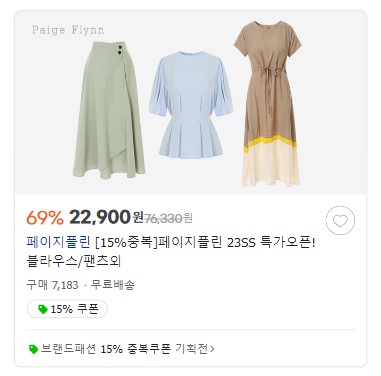 Paige Flynn
69% 22,900원 76,330원
페이지플린 [15%중복]페이지플린 23SS 특가오픈!
블라우스/팬츠외
구매 7,183 · 무료배송
15% 쿠폰
브랜드패션 15% 중복쿠폰 기획전>